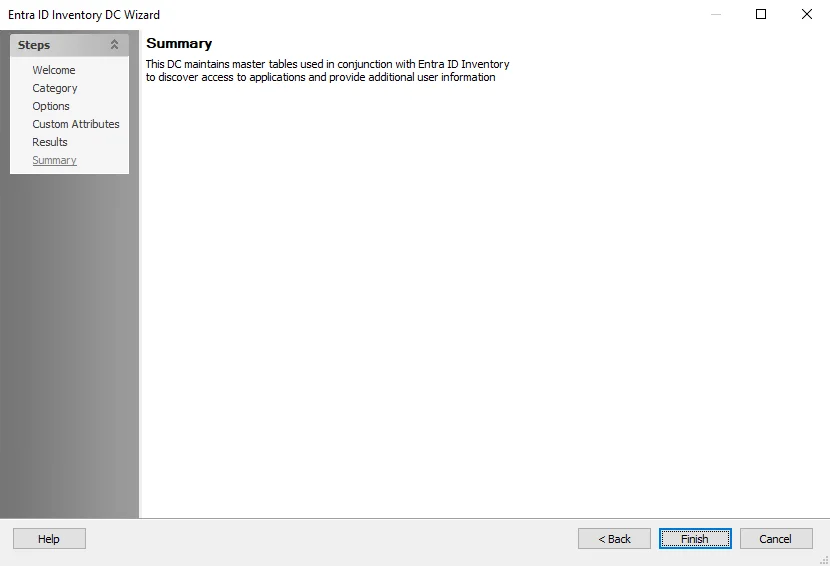 Entra ID Inventory DC Wizard
Steps
Welcome
Category
Options
Custom Attributes
Results
Summary
Summary
This DC maintains master tables used in conjunction with Entra ID Inventory
to discover access to applications and provide additional user information
Help
< Back
Finish
Cancel